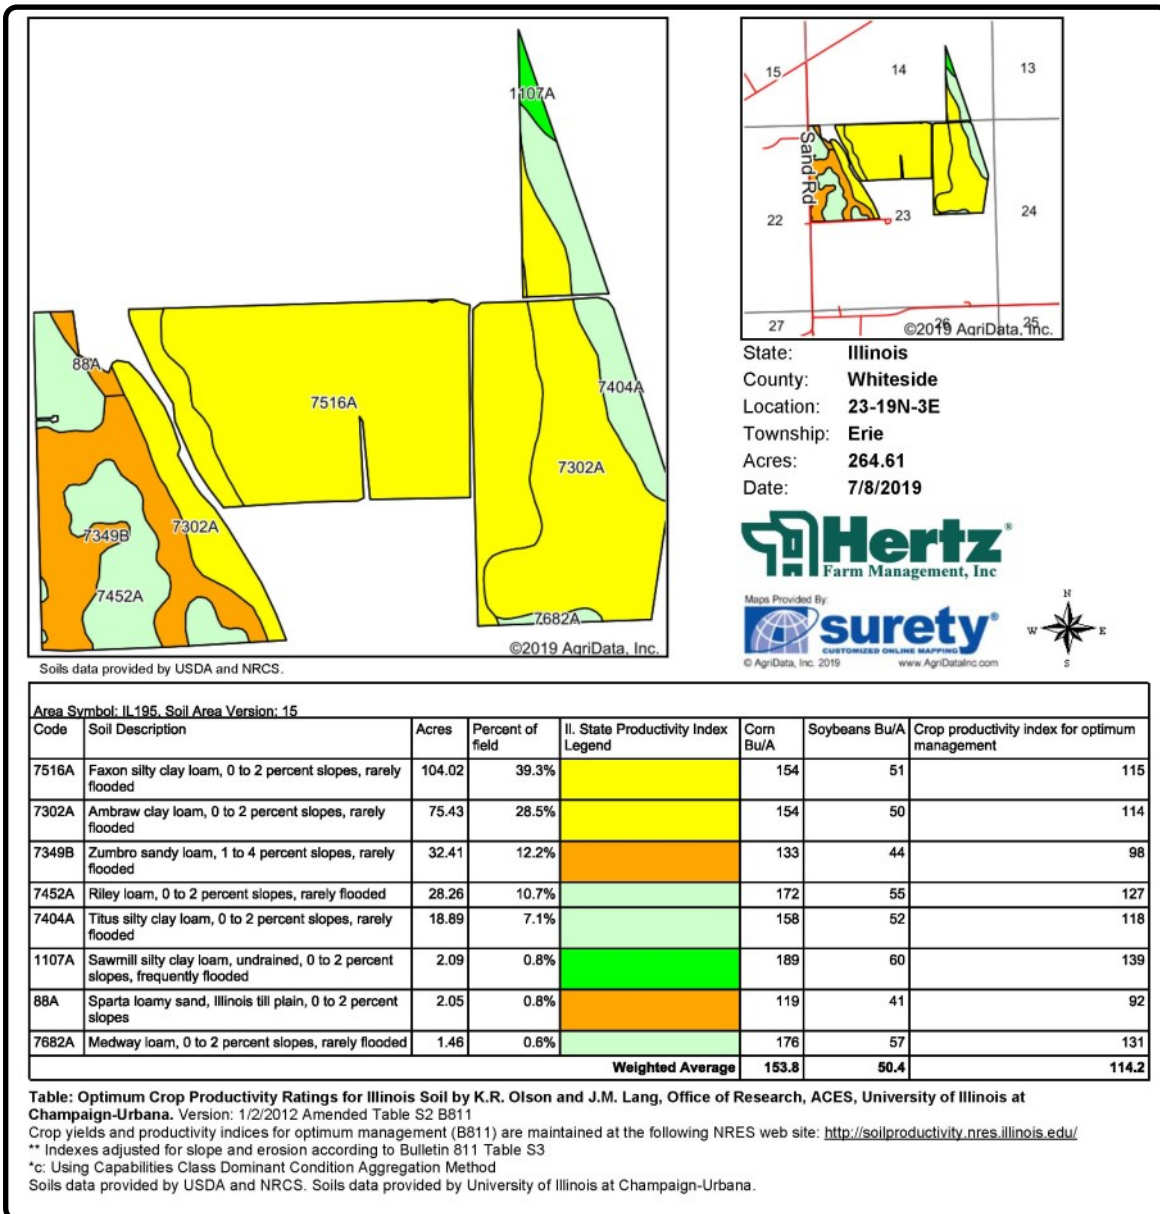 1107A
88A
7516A
7404A
7302A
7302A
7349B
7452A
7682A
©2019 AgriData, Inc.
Soils data provided by USDA and NRCS.
15
14
13
Sand Rd
22
23
24
27
26
25
©2019 AgriData, Inc.
State: Illinois
County: Whiteside
Location: 23-19N-3E
Township: Erie
Acres: 264.61
Date: 7/8/2019
Hertz®
Farm Management, Inc
Maps Provided By:
surety®
CUSTOMIZED ONLINE MAPPING
© AgriData, Inc. 2019 www.AgriDataInc.com
N
W E
S
Area Symbol: IL195, Soil Area Version: 15
Code Soil Description Acres Percent of field Il. State Productivity Index Legend Corn Bu/A Soybeans Bu/A Crop productivity index for optimum management
7516A Faxon silty clay loam, 0 to 2 percent slopes, rarely flooded 104.02 39.3% 154 51 115
7302A Ambraw clay loam, 0 to 2 percent slopes, rarely flooded 75.43 28.5% 154 50 114
7349B Zumbro sandy loam, 1 to 4 percent slopes, rarely flooded 32.41 12.2% 133 44 98
7452A Riley loam, 0 to 2 percent slopes, rarely flooded 28.26 10.7% 172 55 127
7404A Titus silty clay loam, 0 to 2 percent slopes, rarely flooded 18.89 7.1% 158 52 118
1107A Sawmill silty clay loam, undrained, 0 to 2 percent slopes, frequently flooded 2.09 0.8% 189 60 139
88A Sparta loamy sand, Illinois till plain, 0 to 2 percent slopes 2.05 0.8% 119 41 92
7682A Medway loam, 0 to 2 percent slopes, rarely flooded 1.46 0.6% 176 57 131
Weighted Average 153.8 50.4 114.2
Table: Optimum Crop Productivity Ratings for Illinois Soil by K.R. Olson and J.M. Lang, Office of Research, ACES, University of Illinois at
Champaign-Urbana. Version: 1/2/2012 Amended Table S2 B811
Crop yields and productivity indices for optimum management (B811) are maintained at the following NRES web site: http://soilproductivity.nres.illinois.edu/
** Indexes adjusted for slope and erosion according to Bulletin 811 Table S3
*c: Using Capabilities Class Dominant Condition Aggregation Method
Soils data provided by USDA and NRCS. Soils data provided by University of Illinois at Champaign-Urbana.